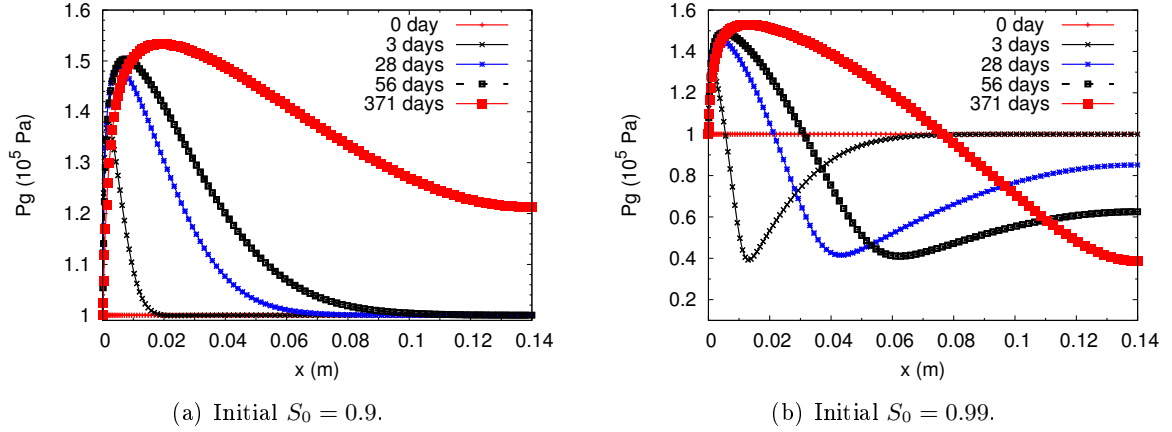 1.6
1.5
1.4
1.3
1.2
1.1
1
Pg (10⁵ Pa)
0 day
3 days
28 days
56 days
371 days
0 0.02 0.04 0.06 0.08 0.1 0.12 0.14
x (m)
(a) Initial S₀ = 0.9.
1.6
1.4
1.2
1
0.8
0.6
0.4
0.2
Pg (10⁵ Pa)
0 day
3 days
28 days
56 days
371 days
0 0.02 0.04 0.06 0.08 0.1 0.12 0.14
x (m)
(b) Initial S₀ = 0.99.